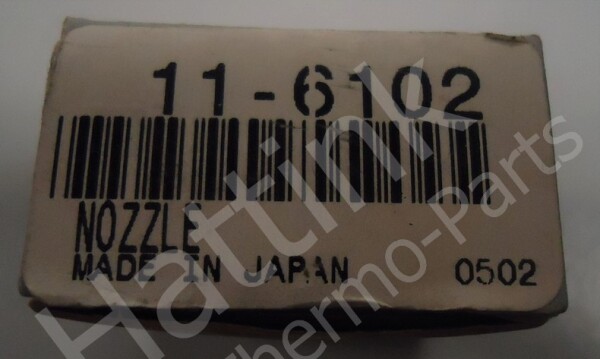 11-6102
NOZZLE
MADE IN JAPAN 0502
Hattink
Thermo-Parts